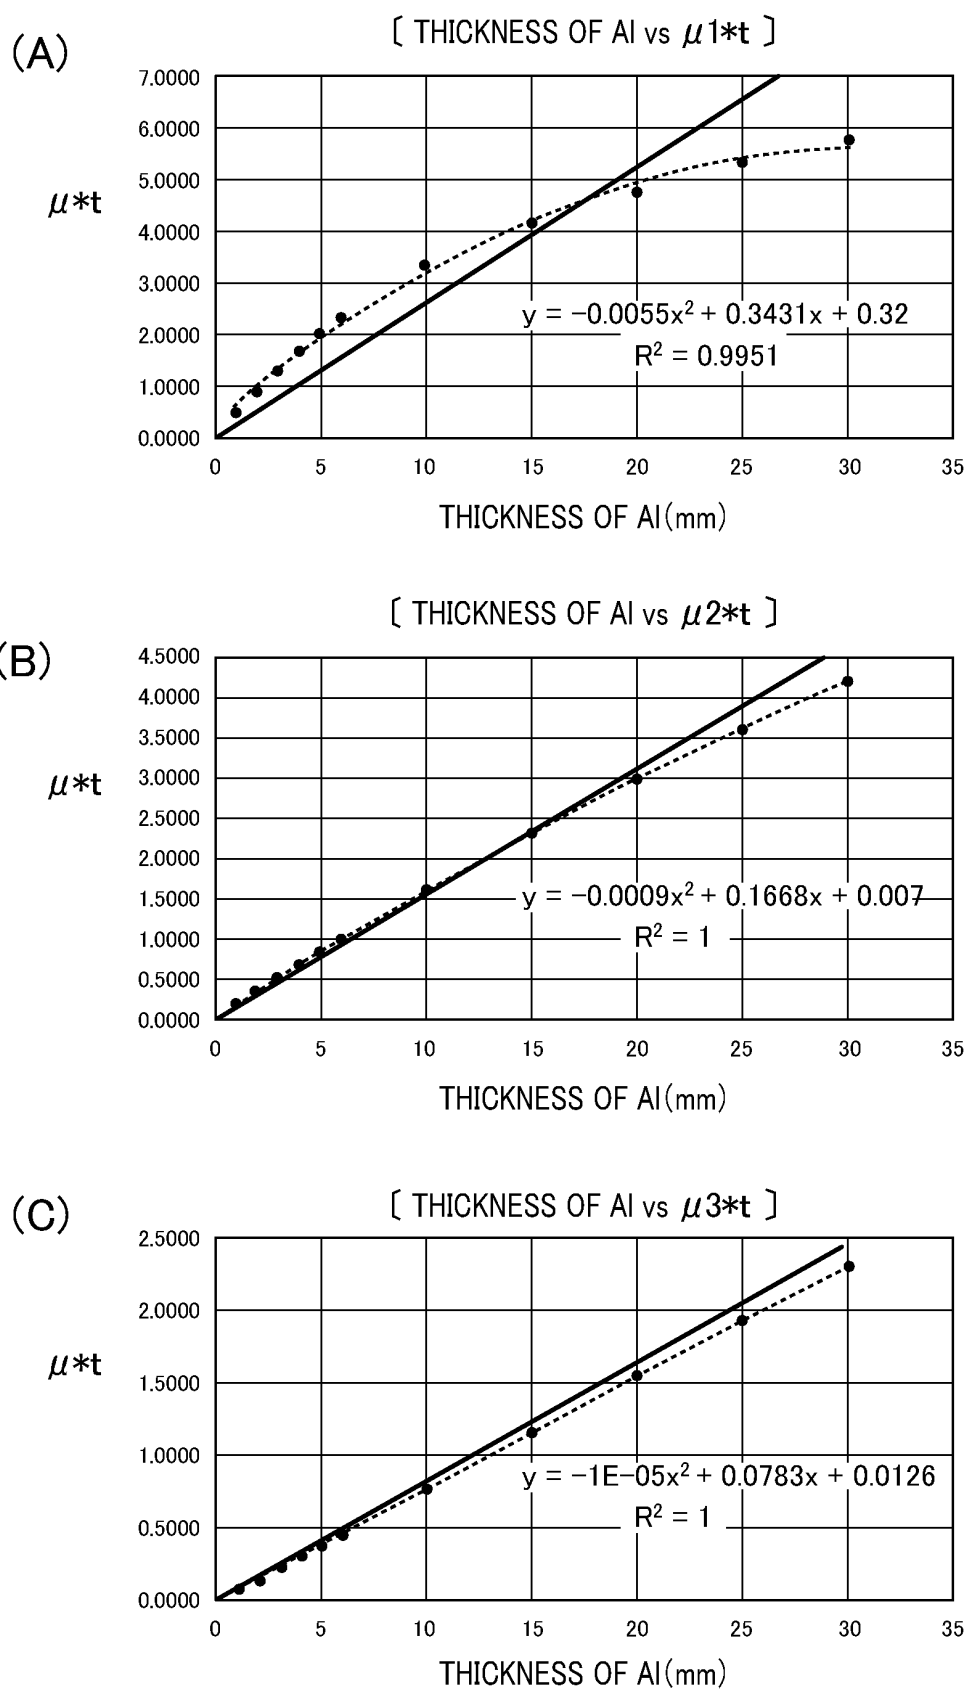 (A)
[ THICKNESS OF Al vs μ1*t ]
7.0000
6.0000
5.0000
4.0000
3.0000
2.0000
1.0000
0.0000
μ*t
y = −0.0055x² + 0.3431x + 0.32
R² = 0.9951
0 5 10 15 20 25 30 35
THICKNESS OF Al(mm)
(B)
[ THICKNESS OF Al vs μ2*t ]
4.5000
4.0000
3.5000
3.0000
2.5000
2.0000
1.5000
1.0000
0.5000
0.0000
μ*t
y = −0.0009x² + 0.1668x + 0.007
R² = 1
0 5 10 15 20 25 30 35
THICKNESS OF Al(mm)
(C)
[ THICKNESS OF Al vs μ3*t ]
2.5000
2.0000
1.5000
1.0000
0.5000
0.0000
μ*t
y = −1E−05x² + 0.0783x + 0.0126
R² = 1
0 5 10 15 20 25 30 35
THICKNESS OF Al(mm)